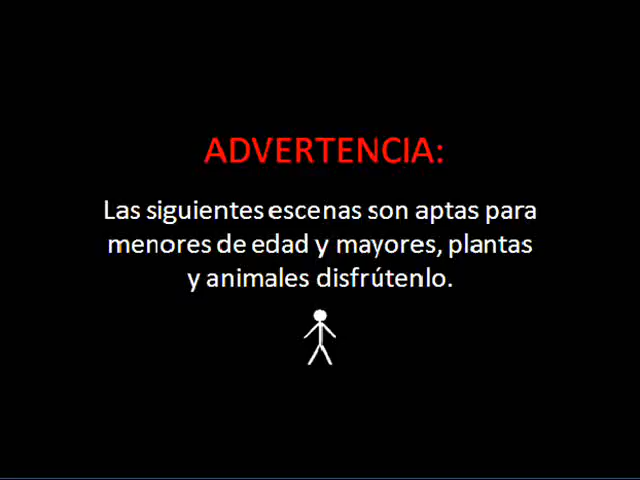 ADVERTENCIA:
Las siguientes escenas son aptas para
menores de edad y mayores, plantas
y animales disfrútenlo.